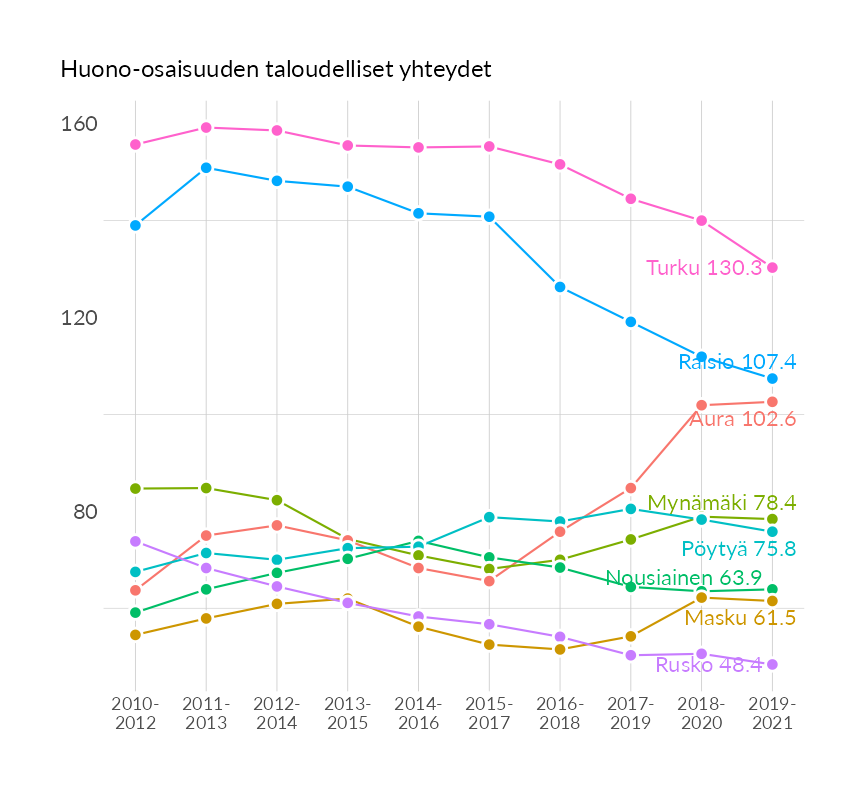 Huono-osaisuuden taloudelliset yhteydet
160
120
80
Turku 130.3
Raisio 107.4
Aura 102.6
Mynämäki 78.4
Pöytyä 75.8
Nousiainen 63.9
Masku 61.5
Rusko 48.4
2010- 2011- 2012- 2013- 2014- 2015- 2016- 2017- 2018- 2019-
2012 2013 2014 2015 2016 2017 2018 2019 2020 2021